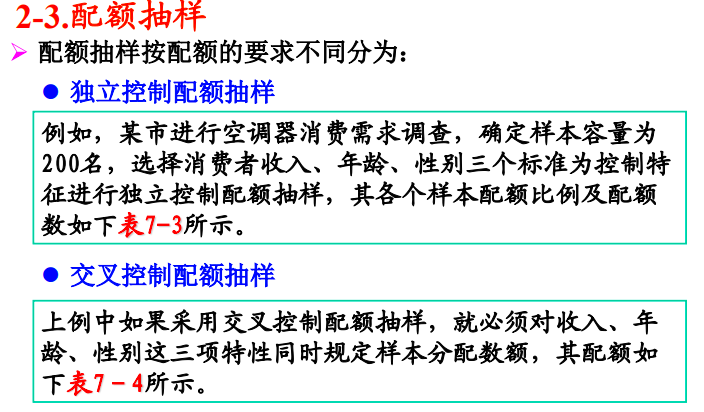 2-3.配额抽样
配额抽样按配额的要求不同分为：
独立控制配额抽样
例如，某市进行空调器消费需求调查，确定样本容量为
200名，选择消费者收入、年龄、性别三个标准为控制特
征进行独立控制配额抽样，其各个样本配额比例及配额
数如下表7-3所示。
交叉控制配额抽样
上例中如果采用交叉控制配额抽样，就必须对收入、年
龄、性别这三项特性同时规定样本分配数额，其配额如
下表7-4所示。